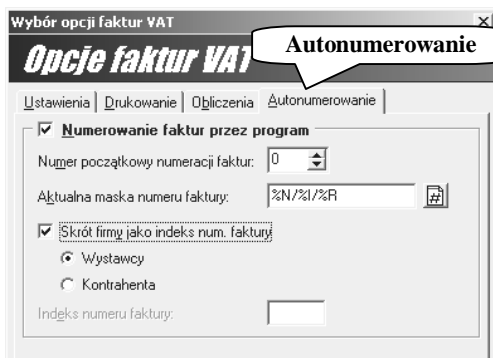 Wybór opcji faktur VAT
Autonumerowanie
Opcje faktur VAT
Ustawienia Drukowanie Obliczenia Autonumerowanie
Numerowanie faktur przez program
Numer początkowy numeracji faktur: 0
Aktualna maska numeru faktury: %N/%I/%R
Skrót firmy jako indeks num. faktury
Wystawcy
Kontrahenta
Indeks numeru faktury: